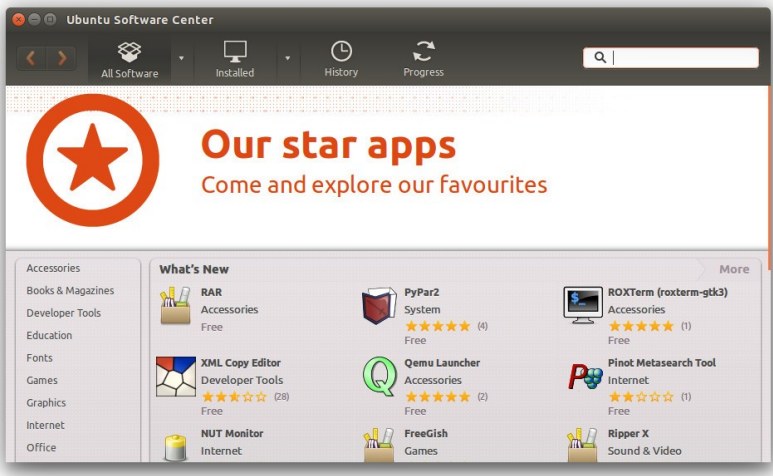 Ubuntu Software Center
All Software
Installed
History
Progress
Our star apps
Come and explore our favourites
Accessories
Books & Magazines
Developer Tools
Education
Fonts
Games
Graphics
Internet
Office
What's New
More
RAR
Accessories
Free
PyPar2
System
(4)
Free
ROXTerm (roxterm-gtk3)
Accessories
(1)
Free
XML Copy Editor
Developer Tools
(28)
Free
Qemu Launcher
Accessories
(2)
Free
Pinot Metasearch Tool
Internet
(1)
Free
NUT Monitor
Internet
FreeGish
Games
Ripper X
Sound & Video